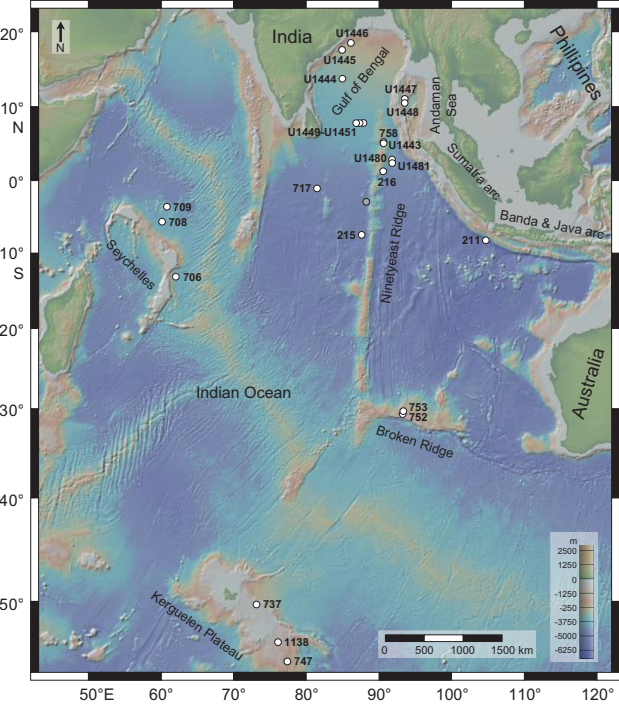 20°
10°
N
0°
10°
S
20°
30°
40°
50°
N
India
U1446
U1445
U1444
Gulf of Bengal
U1447
U1448
Andaman
Sea
Phillipines
U1449-U1451
758
U1443
U1480
U1481
216
Sumatra arc
Banda & Java arc
717
709
708
706
Seychelles
215
211
Ninetyeast Ridge
Indian Ocean
Australia
753
752
Broken Ridge
737
1138
747
Kerguelen Plateau
m
2500
1250
0
-1250
-250
-3750
-5000
-6250
0 500 1000 1500 km
50°E 60° 70° 80° 90° 100° 110° 120°